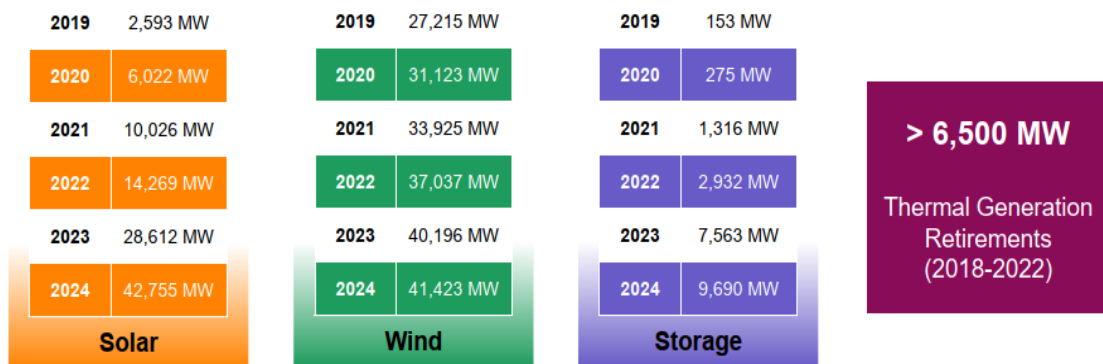 2019 2,593 MW
2020 6,022 MW
2021 10,026 MW
2022 14,269 MW
2023 28,612 MW
2024 42,755 MW
Solar
2019 27,215 MW
2020 31,123 MW
2021 33,925 MW
2022 37,037 MW
2023 40,196 MW
2024 41,423 MW
Wind
2019 153 MW
2020 275 MW
2021 1,316 MW
2022 2,932 MW
2023 7,563 MW
2024 9,690 MW
Storage
> 6,500 MW
Thermal Generation
Retirements
(2018-2022)